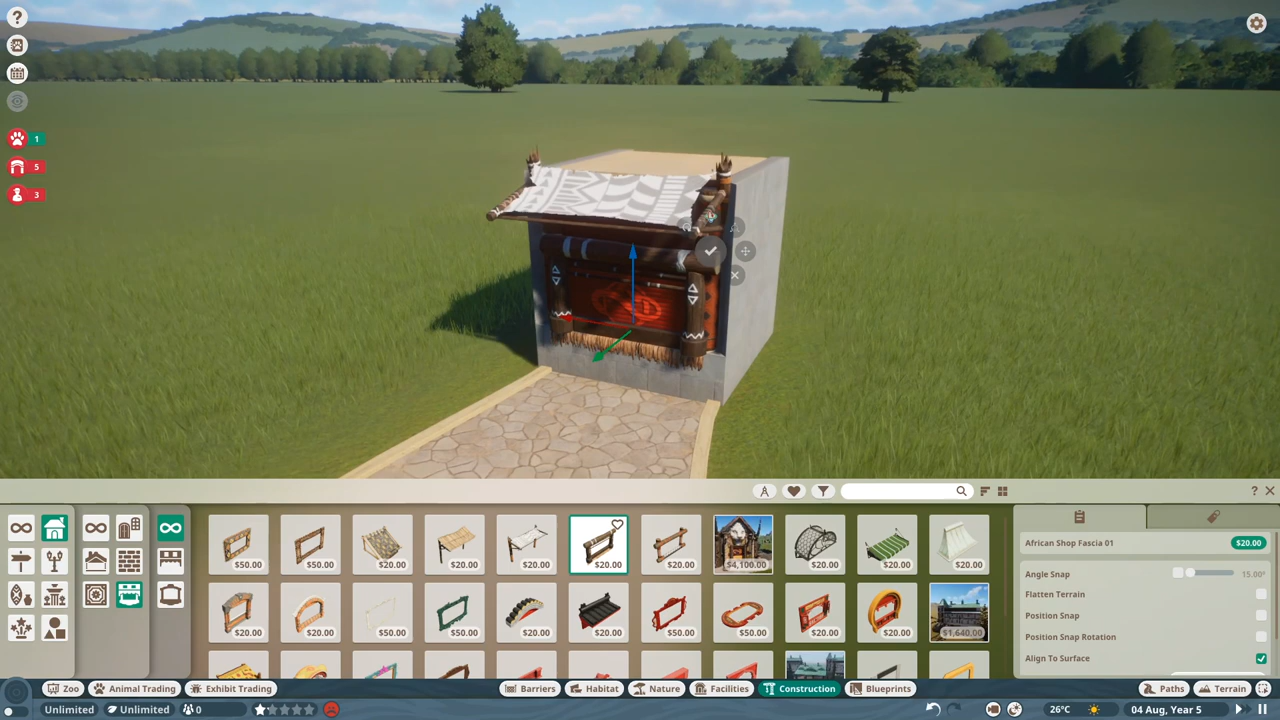 ?
1
5
3
? ×
$50.00 $50.00 $20.00 $20.00 $20.00 $20.00 $20.00 $4,100.00 $20.00 $20.00 $20.00
$20.00 $20.00 $50.00 $50.00 $20.00 $20.00 $50.00 $50.00 $20.00 $20.00 $1,640.00
African Shop Fascia 01 $20.00
Angle Snap 15.00°
Flatten Terrain
Position Snap
Position Snap Rotation
Align To Surface
Zoo Animal Trading Exhibit Trading Barriers Habitat Nature Facilities Construction Blueprints Paths Terrain
Unlimited Unlimited 0 26°C 04 Aug, Year 5